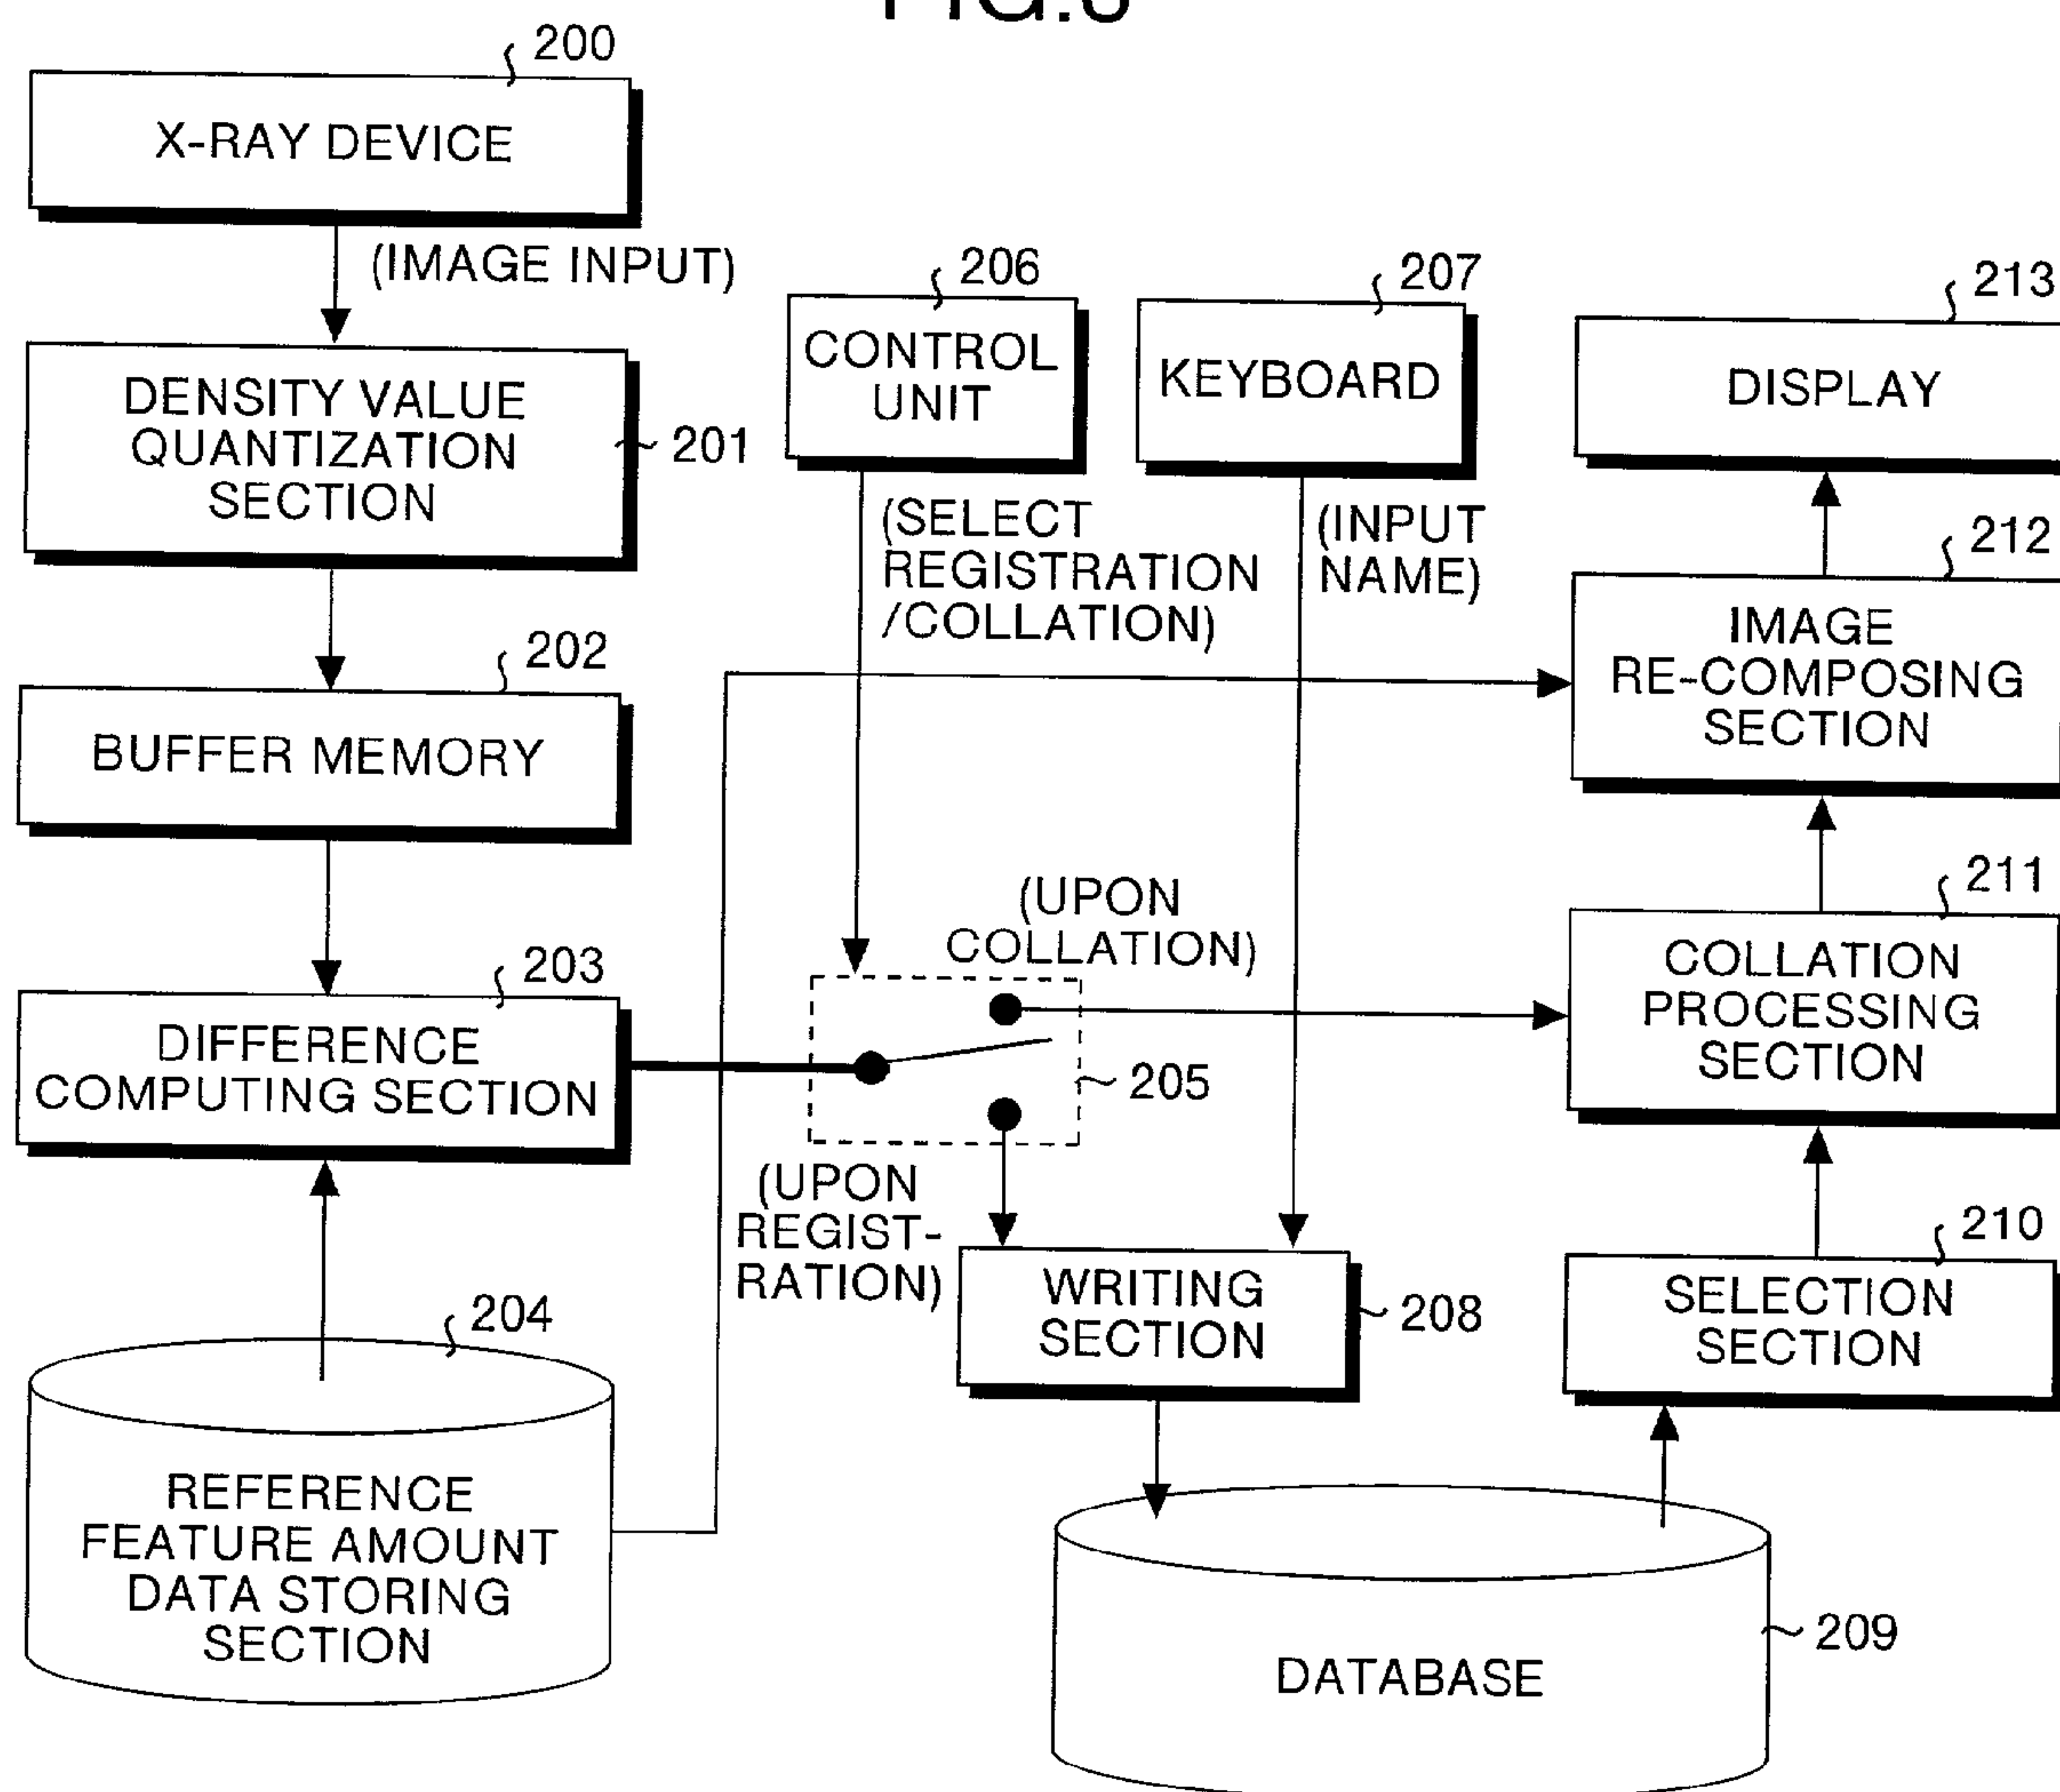 200
X-RAY DEVICE
(IMAGE INPUT)
DENSITY VALUE
QUANTIZATION
SECTION
201
202
BUFFER MEMORY
203
DIFFERENCE
COMPUTING SECTION
204
REFERENCE
FEATURE AMOUNT
DATA STORING
SECTION
206
CONTROL
UNIT
(SELECT
REGISTRATION
/COLLATION)
207
KEYBOARD
(INPUT
NAME)
(UPON
COLLATION)
205
(UPON
REGIST-
RATION)
WRITING
SECTION
208
DATABASE
209
213
DISPLAY
212
IMAGE
RE-COMPOSING
SECTION
211
COLLATION
PROCESSING
SECTION
210
SELECTION
SECTION